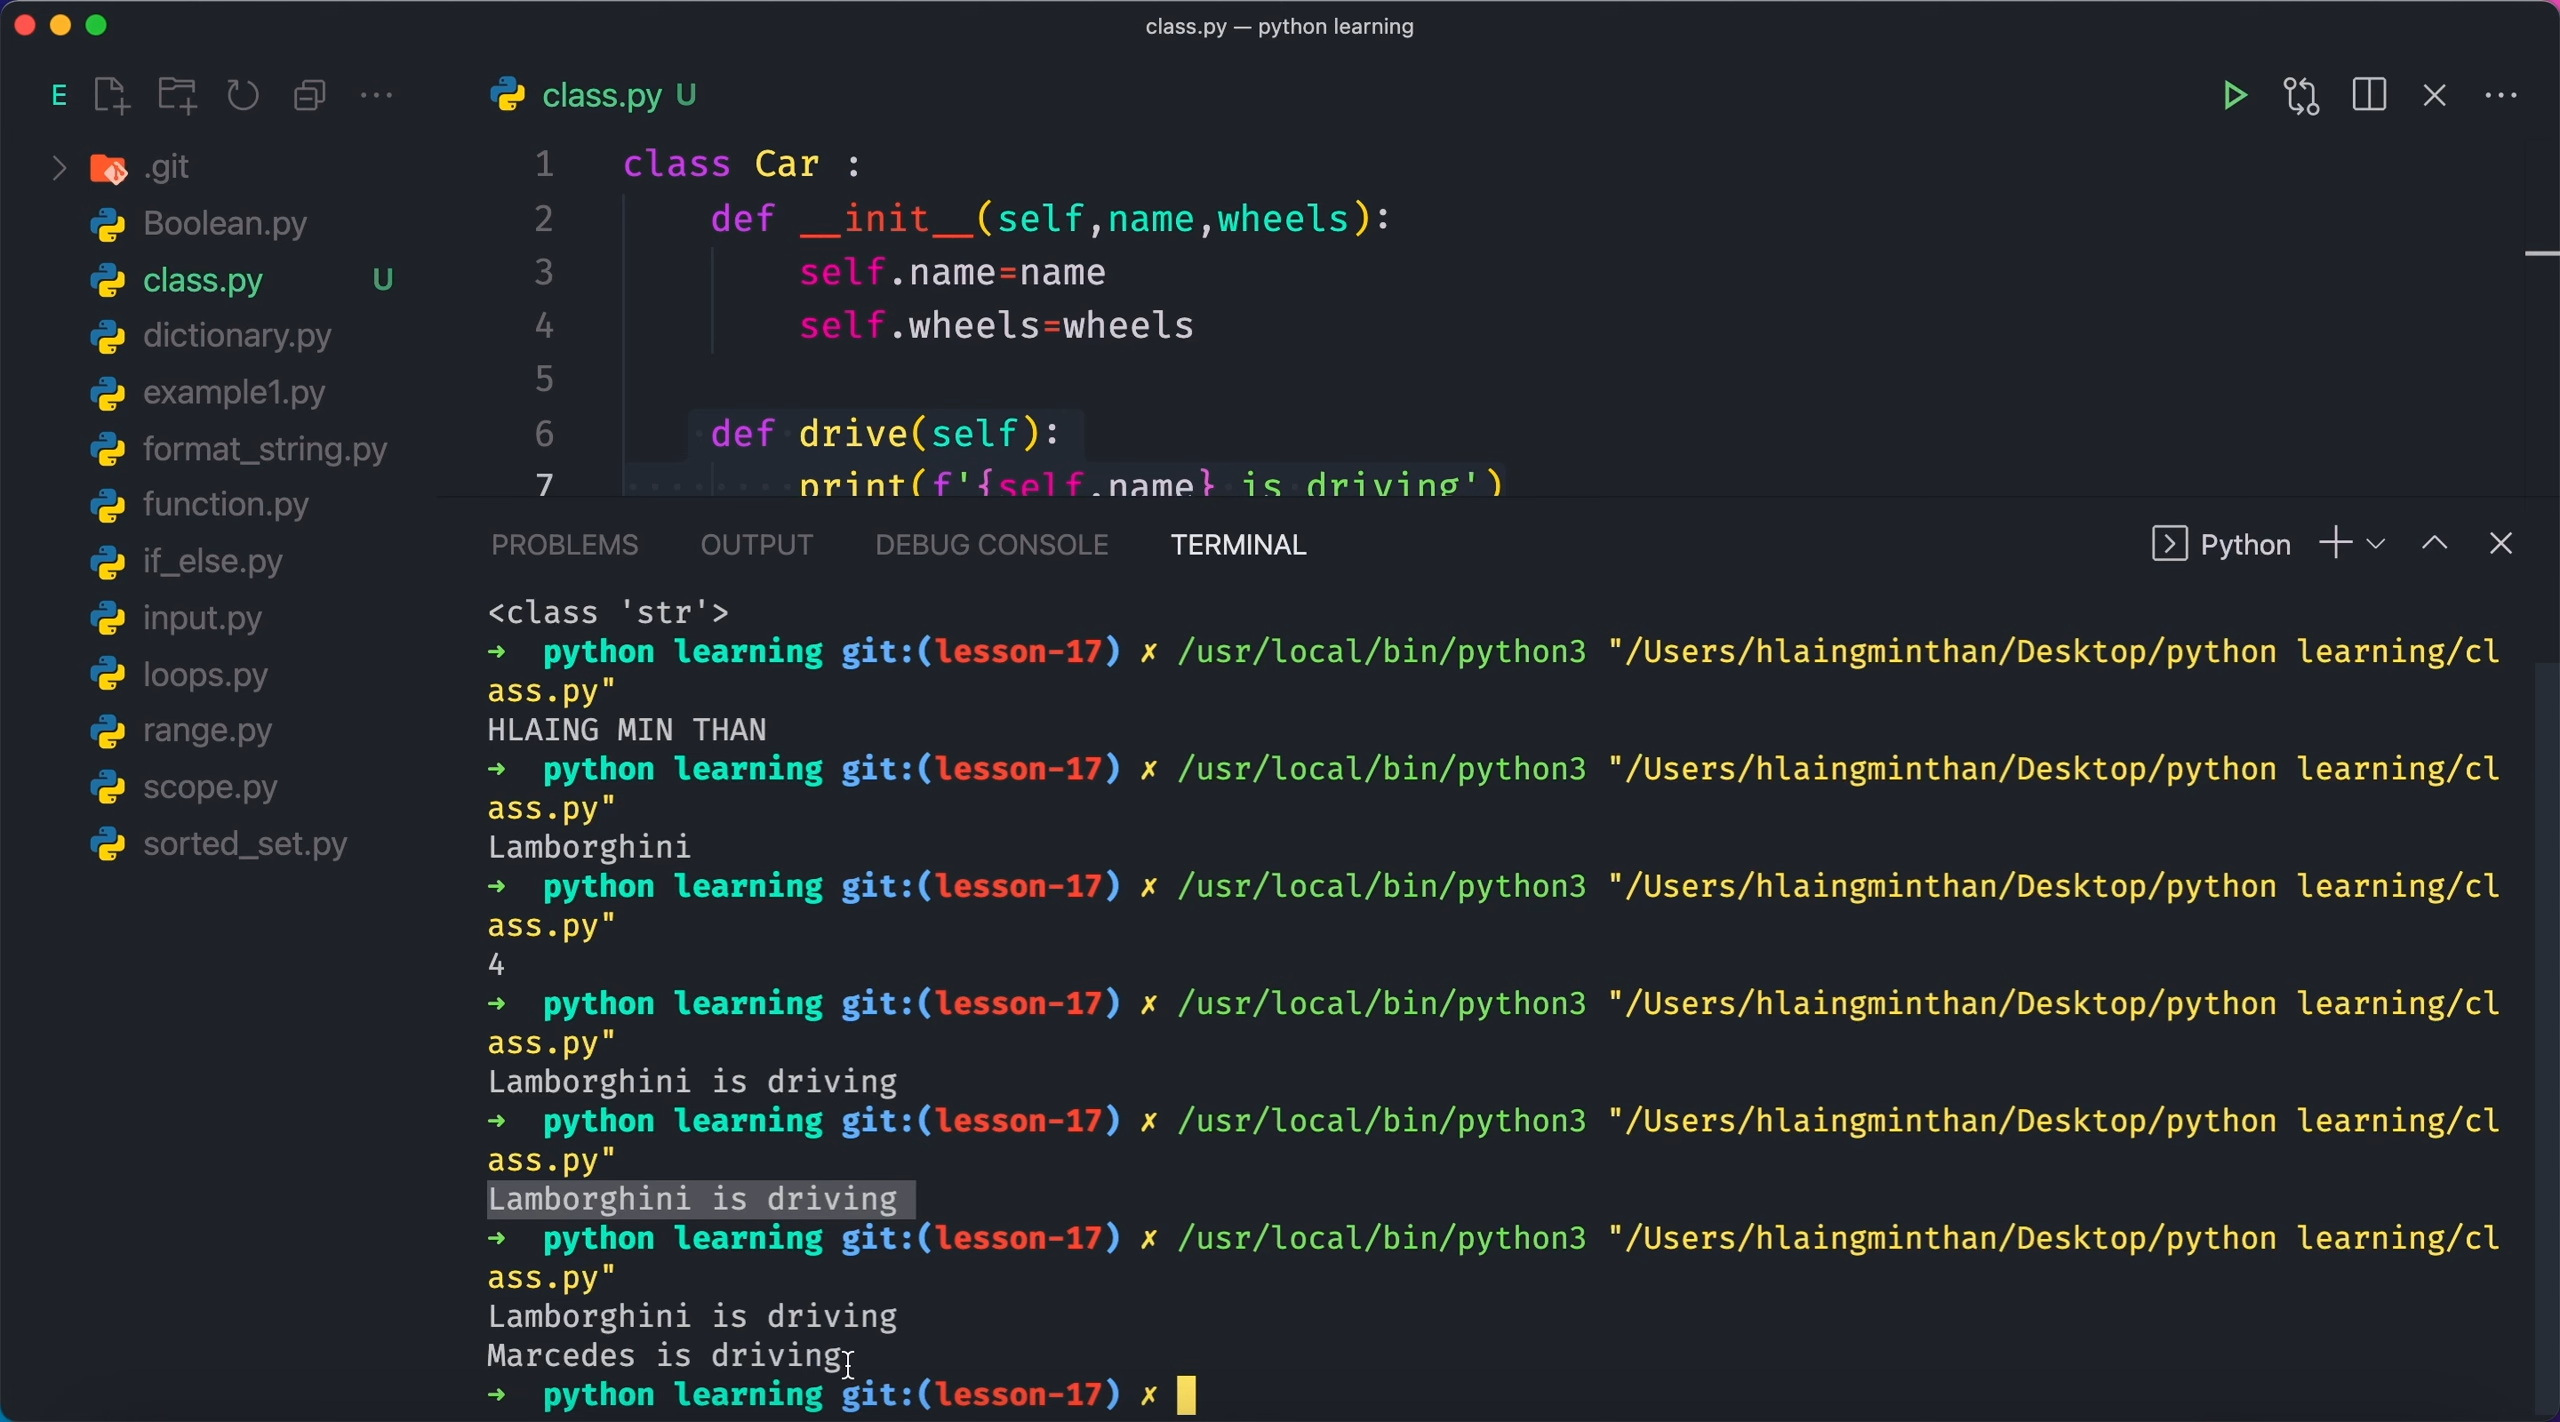 class.py — python learning
E
class.py U
.git
Boolean.py
class.py U
dictionary.py
example1.py
format_string.py
function.py
if_else.py
input.py
loops.py
range.py
scope.py
sorted_set.py
1 class Car :
2 def __init__(self,name,wheels):
3 self.name=name
4 self.wheels=wheels
5
6 def drive(self):
7 print(f'{self.name} is driving')
PROBLEMS OUTPUT DEBUG CONSOLE TERMINAL Python
<class 'str'>
→ python learning git:(lesson-17) ✗ /usr/local/bin/python3 "/Users/hlaingminthan/Desktop/python learning/cl
ass.py"
HLAING MIN THAN
→ python learning git:(lesson-17) ✗ /usr/local/bin/python3 "/Users/hlaingminthan/Desktop/python learning/cl
ass.py"
Lamborghini
→ python learning git:(lesson-17) ✗ /usr/local/bin/python3 "/Users/hlaingminthan/Desktop/python learning/cl
ass.py"
4
→ python learning git:(lesson-17) ✗ /usr/local/bin/python3 "/Users/hlaingminthan/Desktop/python learning/cl
ass.py"
Lamborghini is driving
→ python learning git:(lesson-17) ✗ /usr/local/bin/python3 "/Users/hlaingminthan/Desktop/python learning/cl
ass.py"
Lamborghini is driving
→ python learning git:(lesson-17) ✗ /usr/local/bin/python3 "/Users/hlaingminthan/Desktop/python learning/cl
ass.py"
Lamborghini is driving
Marcedes is driving
→ python learning git:(lesson-17) ✗